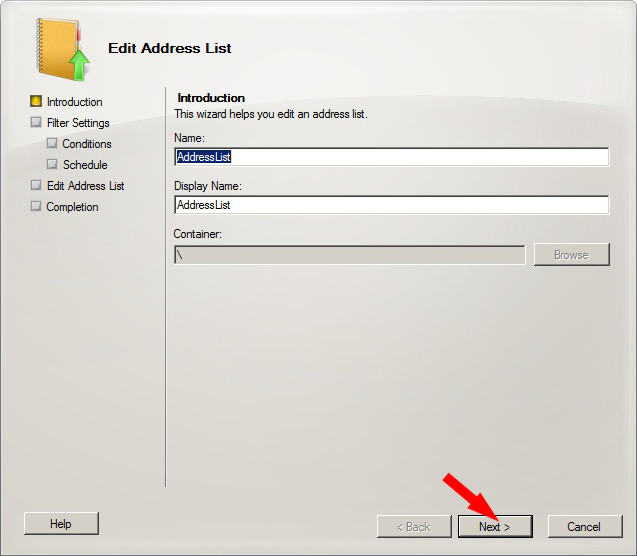 Edit Address List
Introduction
Filter Settings
Conditions
Schedule
Edit Address List
Completion
Introduction
This wizard helps you edit an address list.
Name:
AddressList
Display Name:
AddressList
Container:
\
Browse
Help
< Back
Next >
Cancel